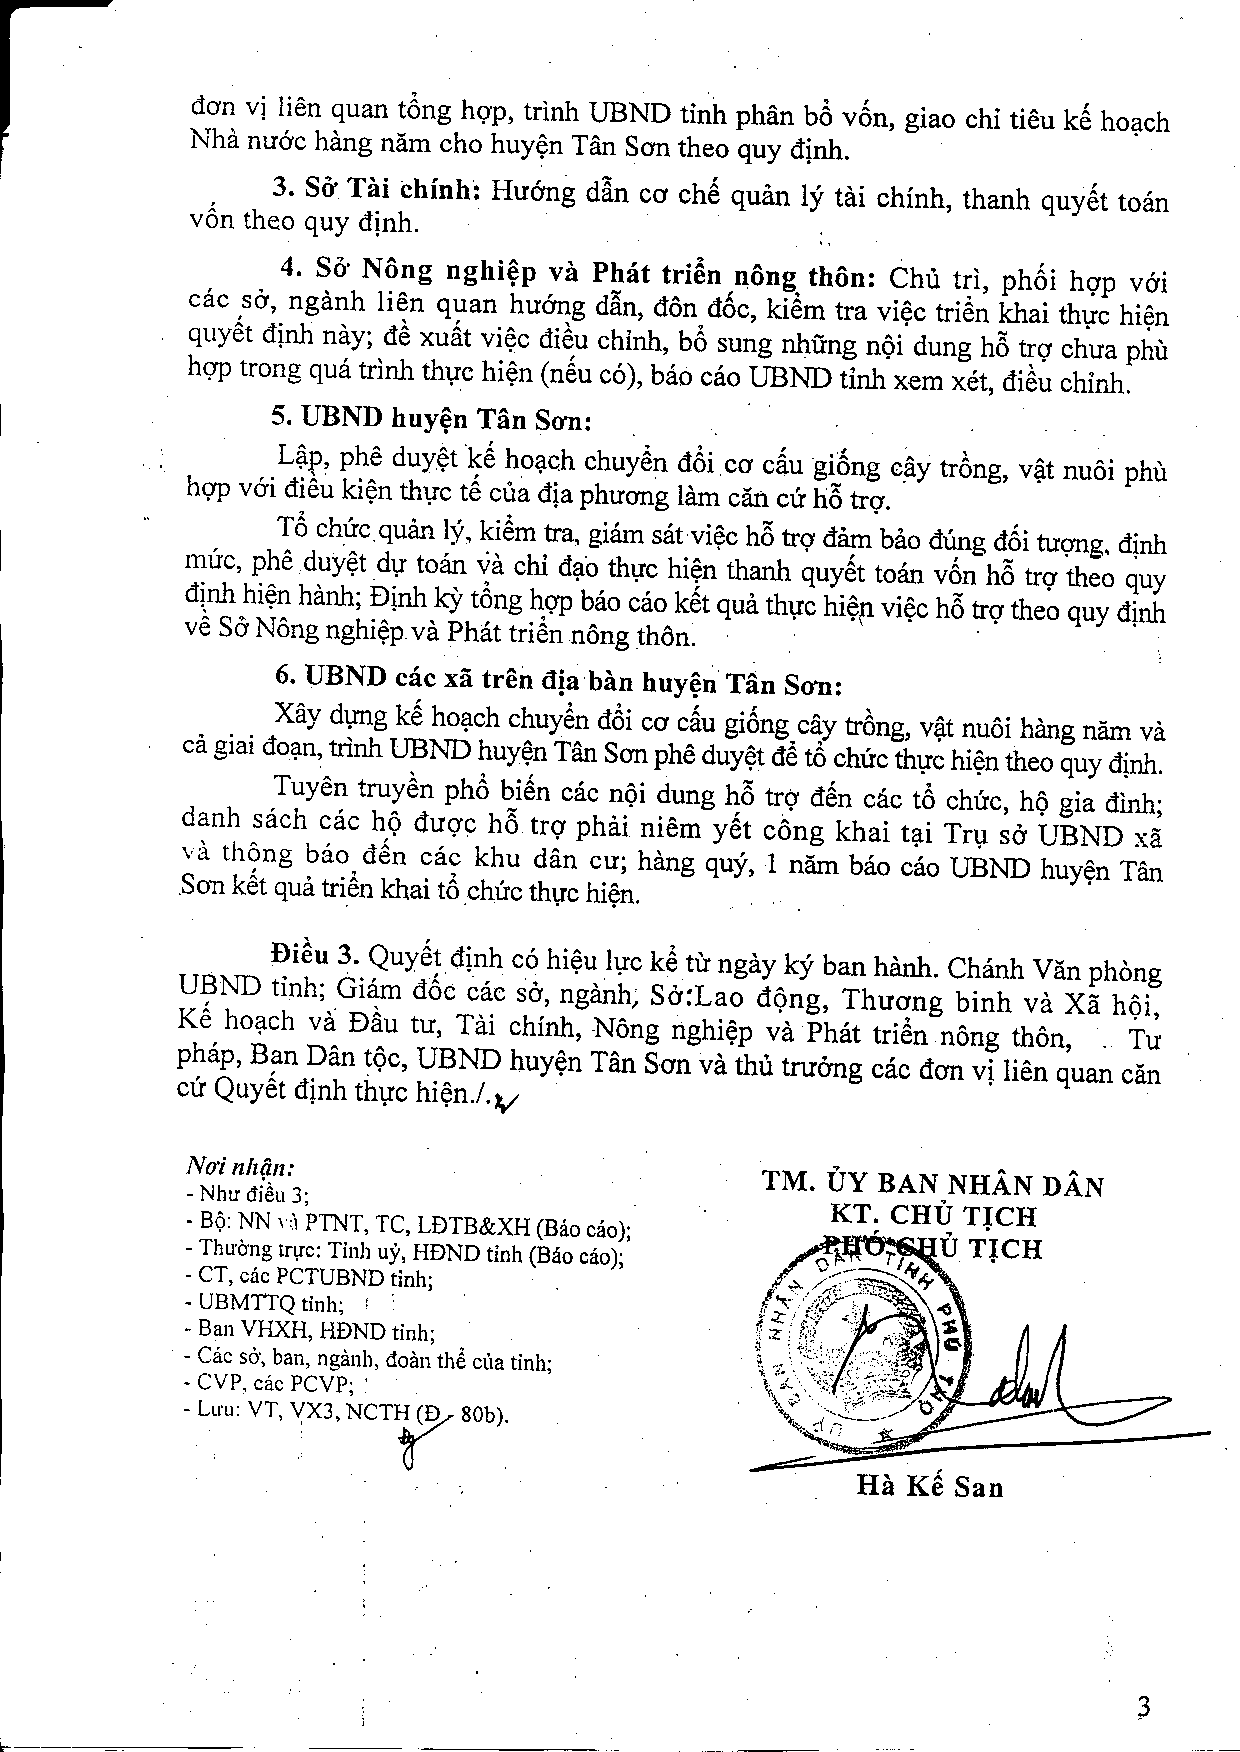 đơn vị liên quan tổng hợp, trình UBND tỉnh phân bổ vốn, giao chỉ tiêu kế hoạch
Nhà nước hàng năm cho huyện Tân Sơn theo quy định.
3. Sở Tài chính: Hướng dẫn cơ chế quản lý tài chính, thanh quyết toán
vốn theo quy định.
4. Sở Nông nghiệp và Phát triển nông thôn: Chủ trì, phối hợp với
các sở, ngành liên quan hướng dẫn, đôn đốc, kiểm tra việc triển khai thực hiện
quyết định này; đề xuất việc điều chỉnh, bổ sung những nội dung hỗ trợ chưa phù
hợp trong quá trình thực hiện (nếu có), báo cáo UBND tỉnh xem xét, điều chỉnh.
5. UBND huyện Tân Sơn:
Lập, phê duyệt kế hoạch chuyển đổi cơ cấu giống cây trồng, vật nuôi phù
hợp với điều kiện thực tế của địa phương làm căn cứ hỗ trợ.
Tổ chức quản lý, kiểm tra, giám sát việc hỗ trợ đảm bảo đúng đối tượng, định
mức, phê duyệt dự toán và chỉ đạo thực hiện thanh quyết toán vốn hỗ trợ theo quy
định hiện hành; Định kỳ tổng hợp báo cáo kết quả thực hiện việc hỗ trợ theo quy định
về Sở Nông nghiệp và Phát triển nông thôn.
6. UBND các xã trên địa bàn huyện Tân Sơn:
Xây dựng kế hoạch chuyển đổi cơ cấu giống cây trồng, vật nuôi hàng năm và
cả giai đoạn, trình UBND huyện Tân Sơn phê duyệt để tổ chức thực hiện theo quy định.
Tuyên truyền phổ biến các nội dung hỗ trợ đến các tổ chức, hộ gia đình;
danh sách các hộ được hỗ trợ phải niêm yết công khai tại Trụ sở UBND xã
và thông báo đến các khu dân cư; hàng quý, 1 năm báo cáo UBND huyện Tân
Sơn kết quả triển khai tổ chức thực hiện.
Điều 3. Quyết định có hiệu lực kể từ ngày ký ban hành. Chánh Văn phòng
UBND tỉnh; Giám đốc các sở, ngành; Sở: Lao động, Thương binh và Xã hội,
Kế hoạch và Đầu tư, Tài chính, Nông nghiệp và Phát triển nông thôn, Tư
pháp, Ban Dân tộc, UBND huyện Tân Sơn và thủ trưởng các đơn vị liên quan căn
cứ Quyết định thực hiện./.
Nơi nhận:
- Như điều 3;
- Bộ: NN và PTNT, TC, LĐTB&XH (Báo cáo);
- Thường trực: Tỉnh uỷ, HĐND tỉnh (Báo cáo);
- CT, các PCTUBND tỉnh;
- UBMTTQ tỉnh;
- Ban VHXH, HĐND tỉnh;
- Các sở, ban, ngành, đoàn thể của tỉnh;
- CVP, các PCVP;
- Lưu: VT, VX3, NCTH (Đ- 80b).
TM. ỦY BAN NHÂN DÂN
KT. CHỦ TỊCH
PHÓ CHỦ TỊCH
ỦY BAN NHÂN DÂN TỈNH PHÚ THỌ
Hà Kế San
3